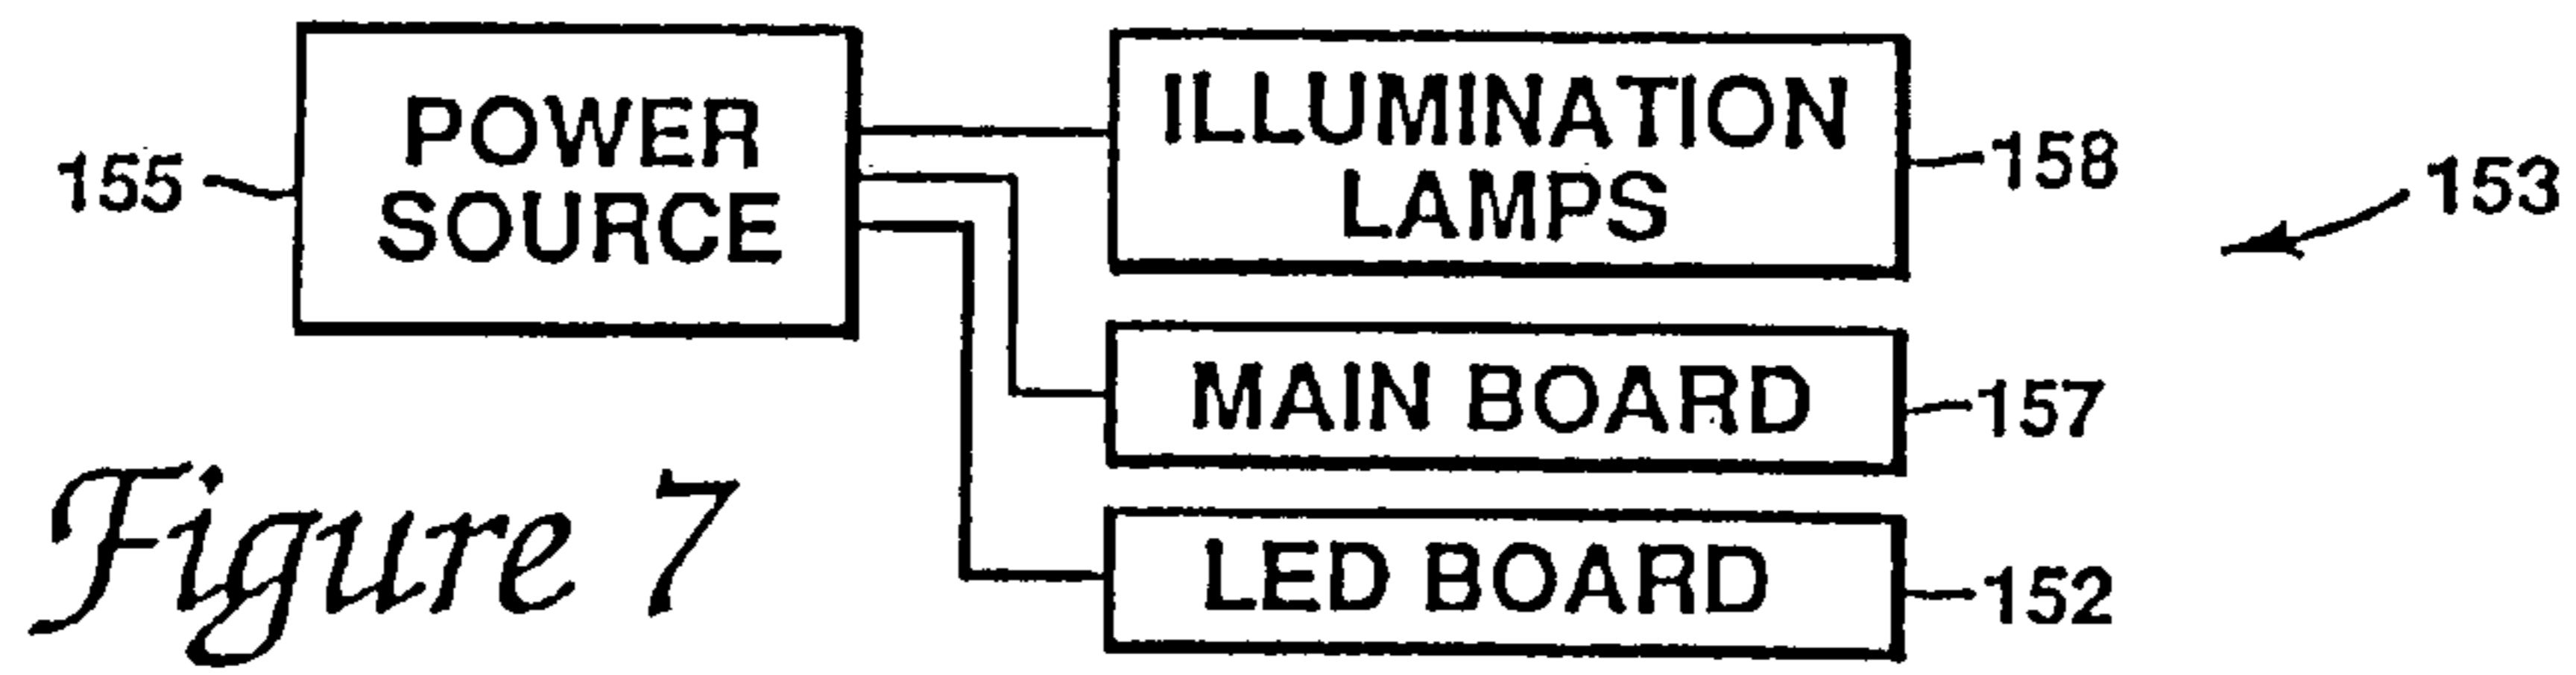 155
POWER
SOURCE
ILLUMINATION
LAMPS
158
153
MAIN BOARD
157
LED BOARD
152
Figure 7